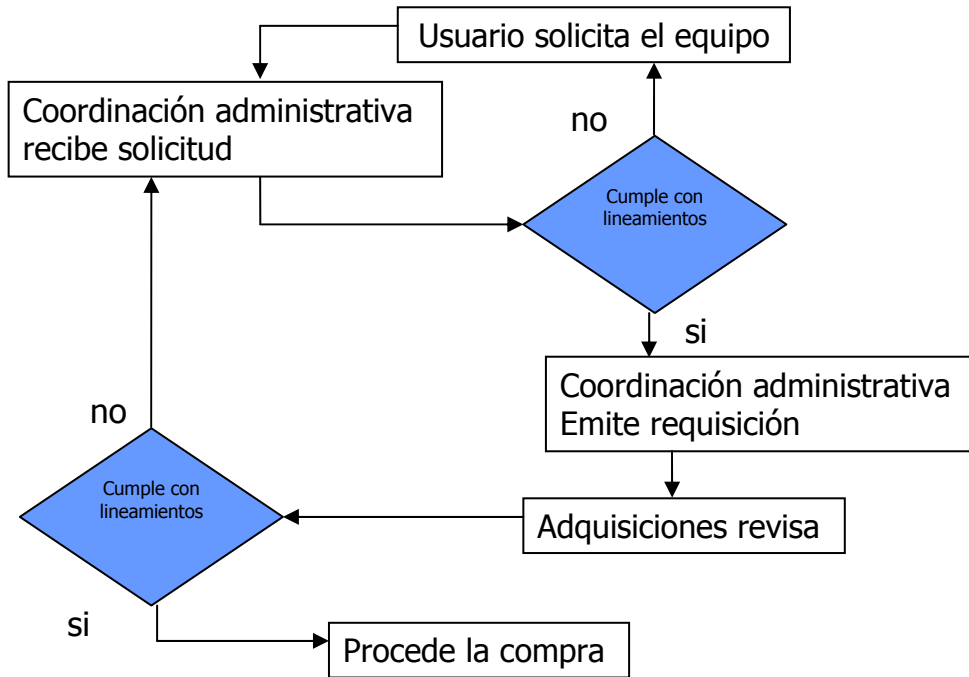 Usuario solicita el equipo
Coordinación administrativa
recibe solicitud
no
Cumple con
lineamientos
si
Coordinación administrativa
Emite requisición
Adquisiciones revisa
no
Cumple con
lineamientos
si
Procede la compra